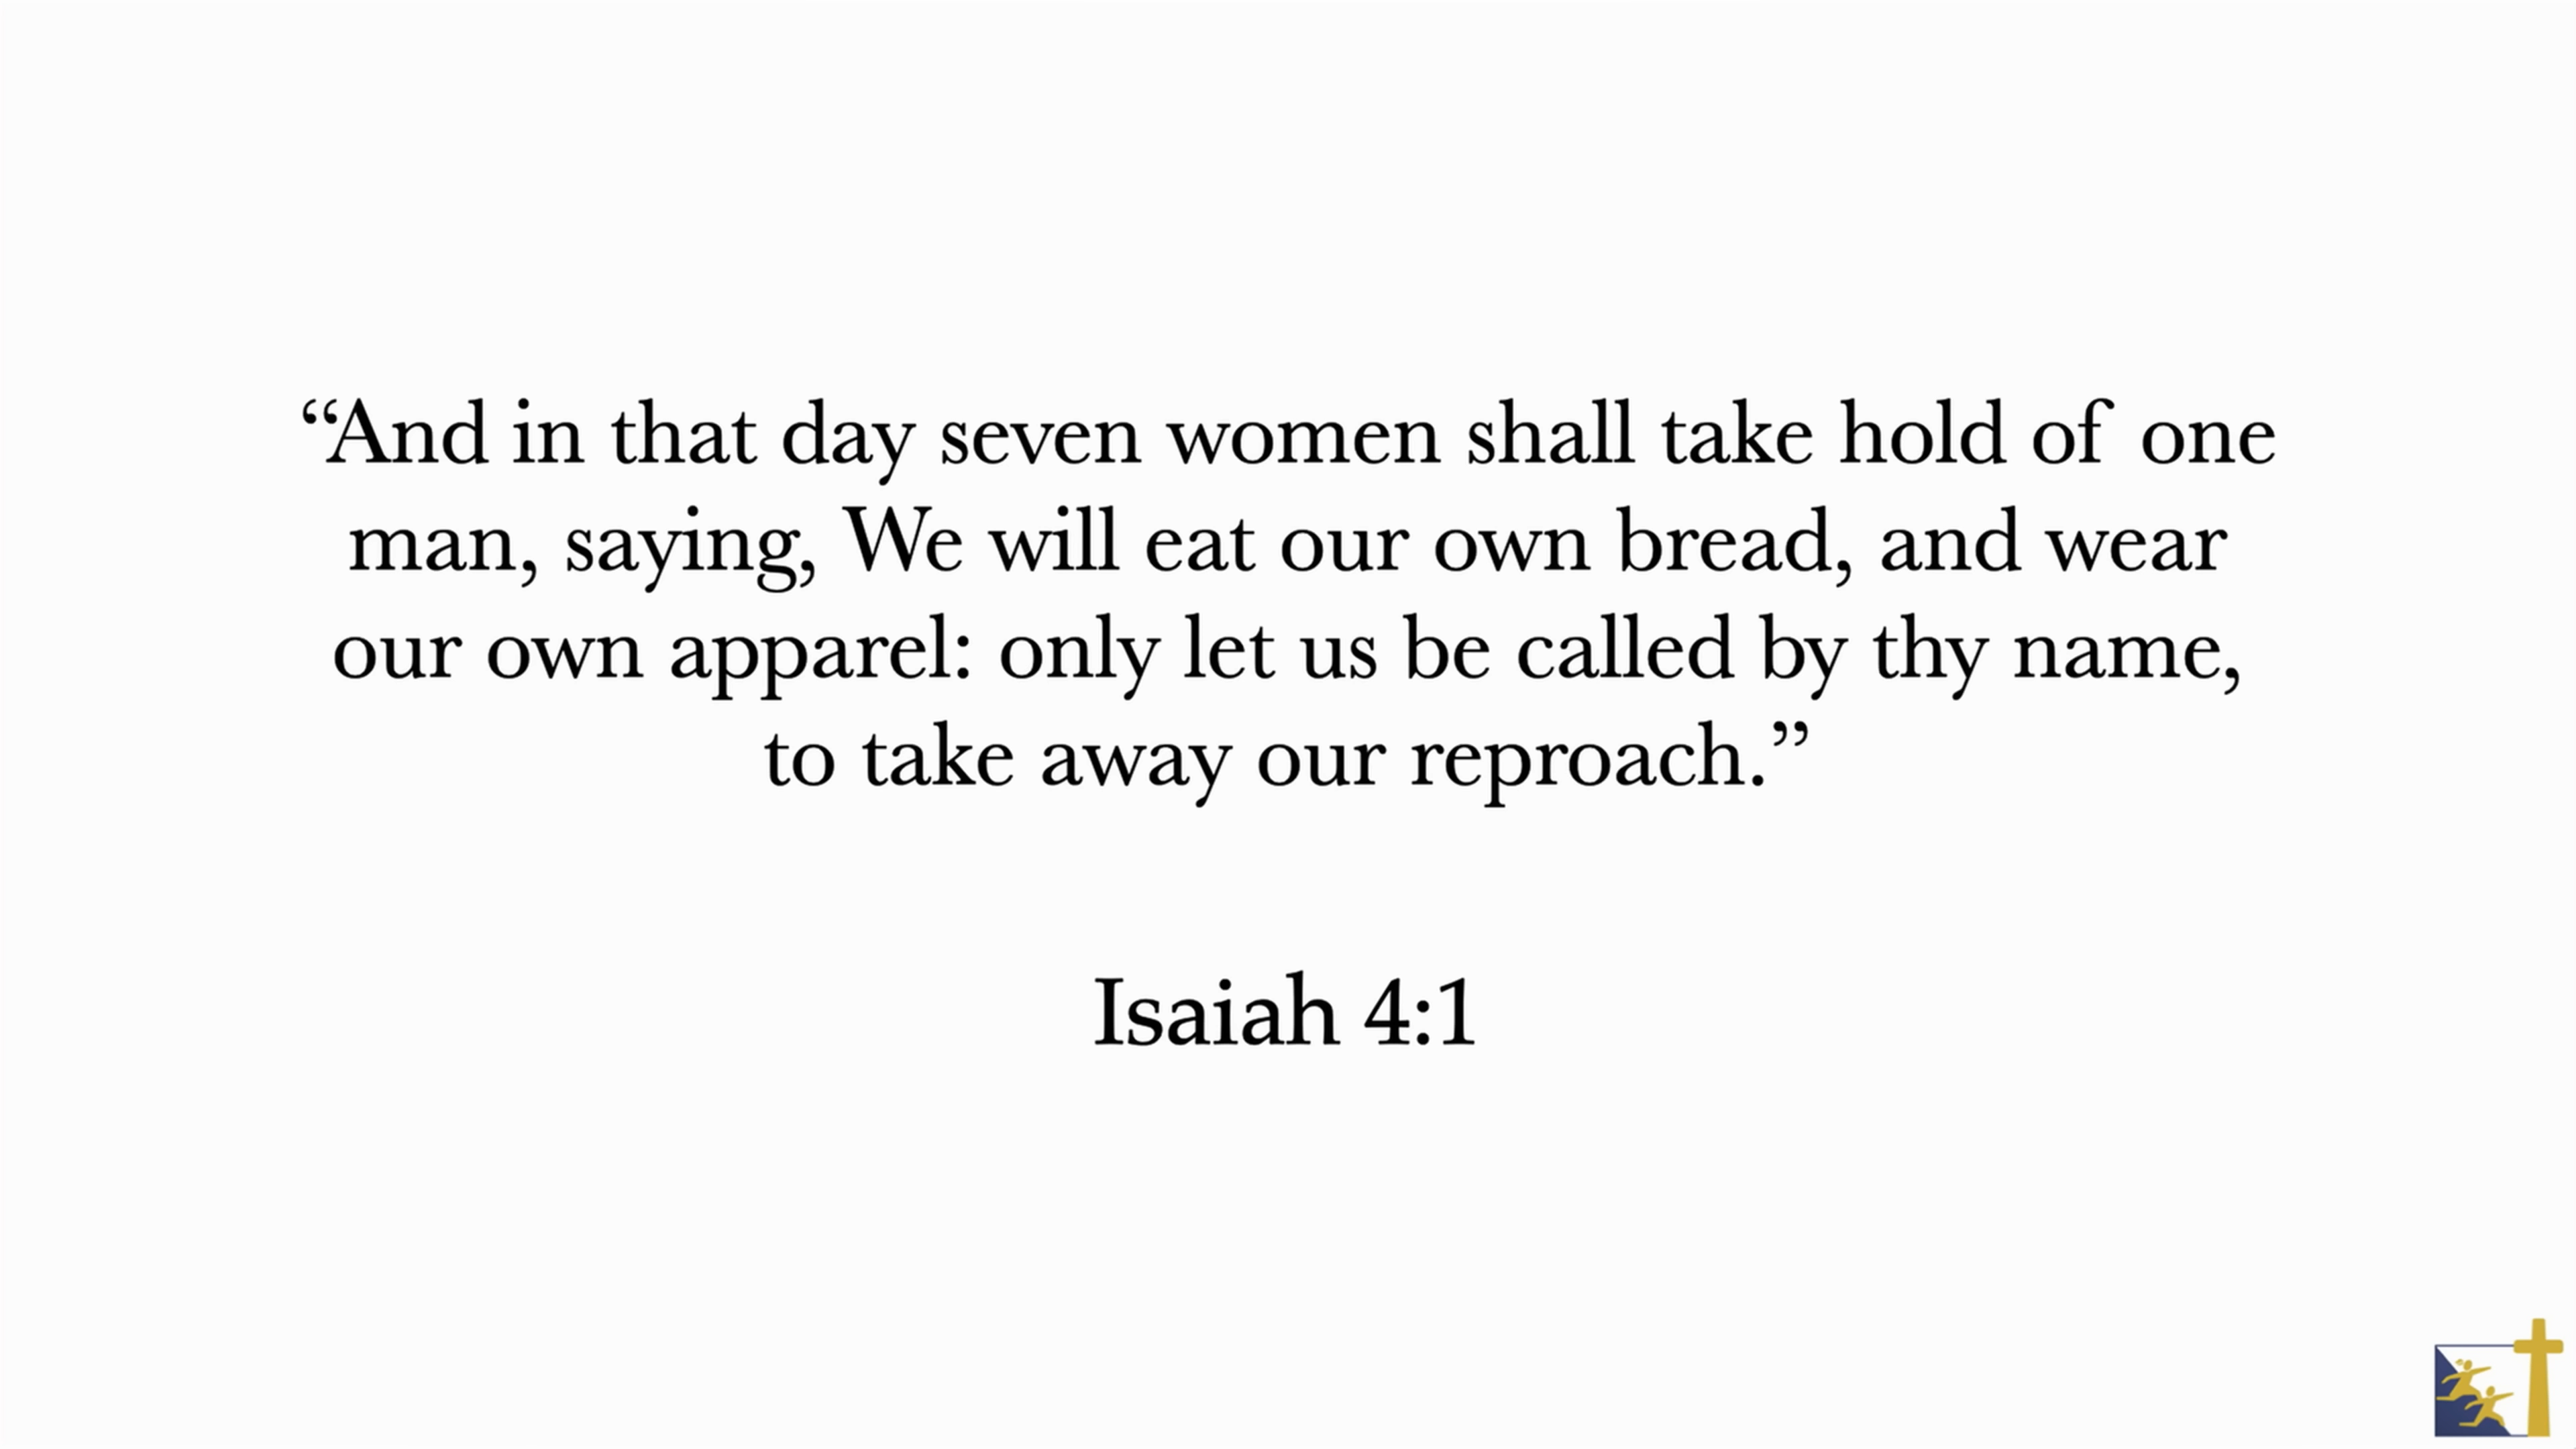 “And in that day seven women shall take hold of one
man, saying, We will eat our own bread, and wear
our own apparel: only let us be called by thy name,
to take away our reproach.”
Isaiah 4:1